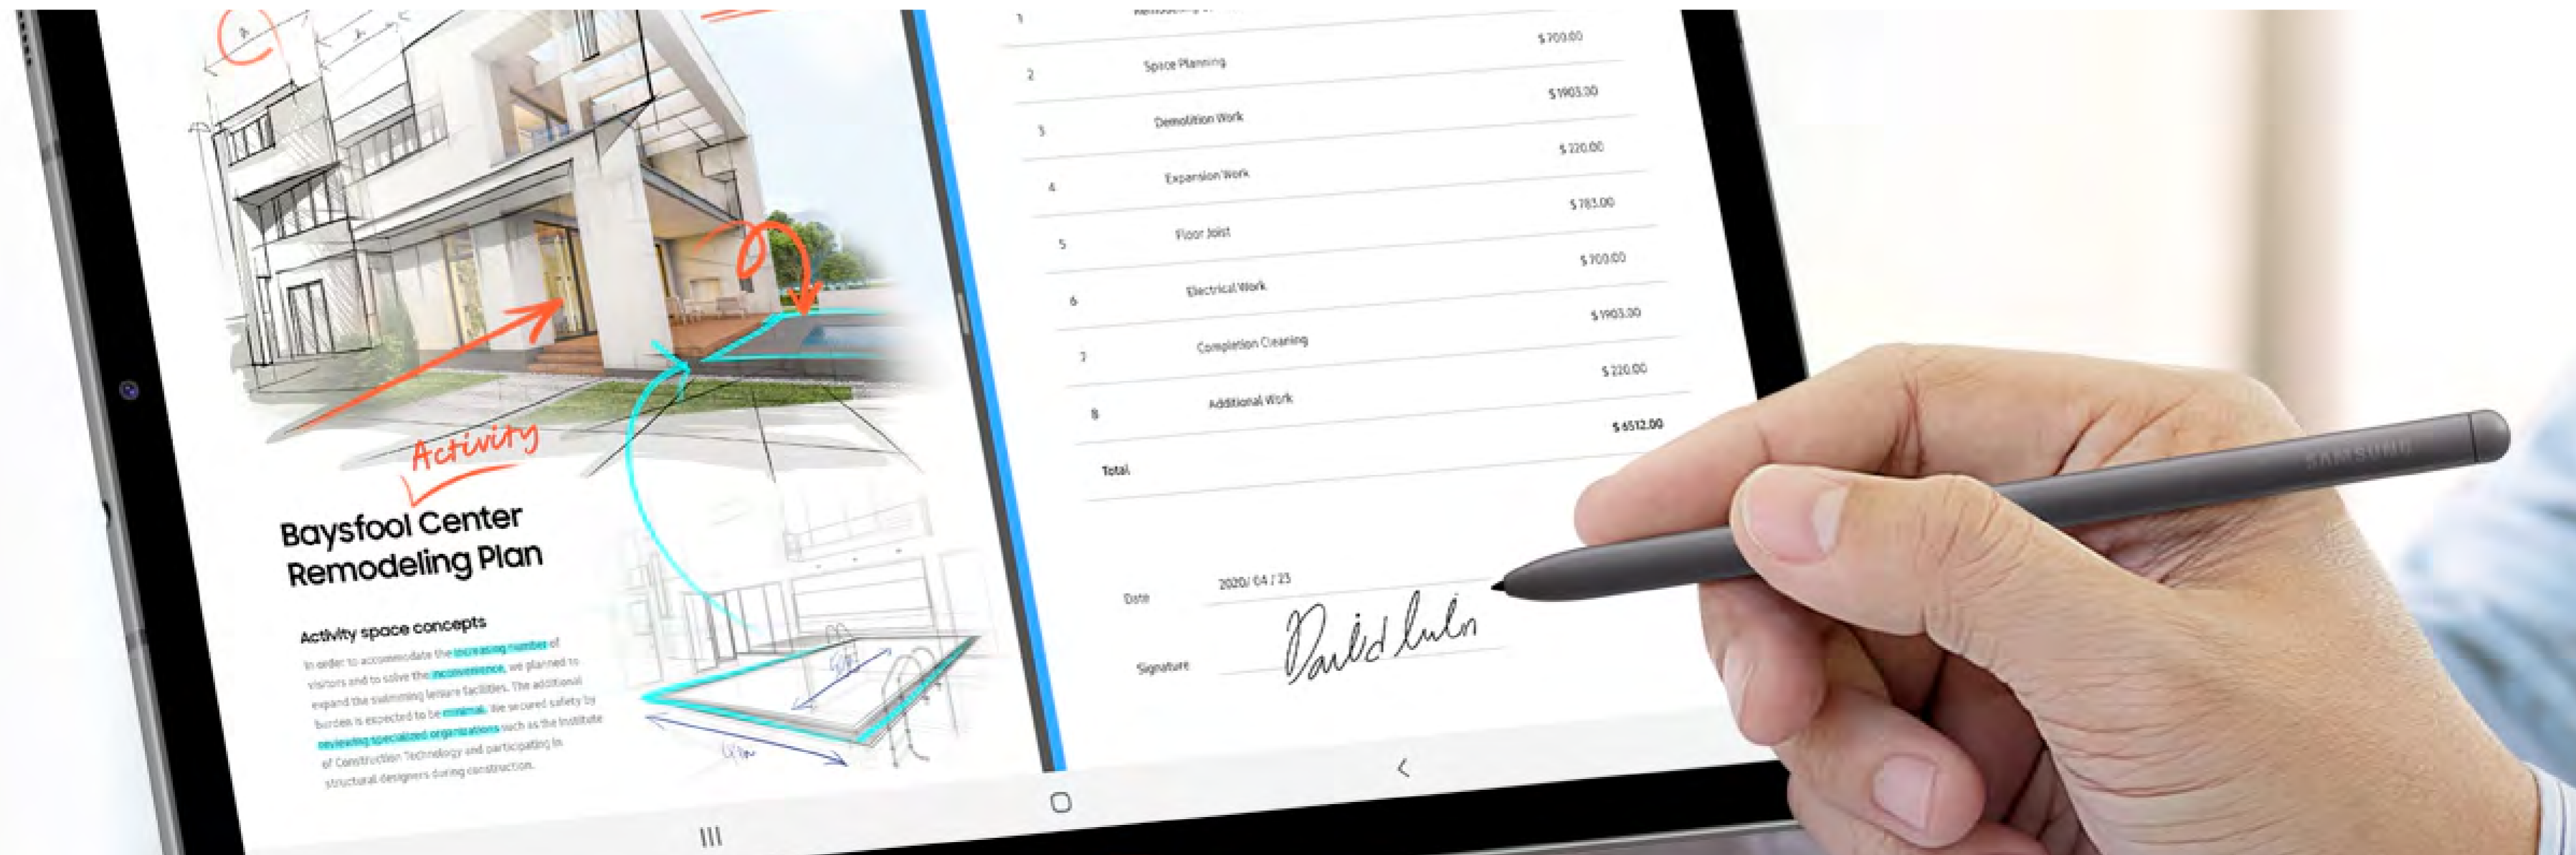 Activity
Baysfool Center
Remodeling Plan
Activity space concepts
In order to accommodate the increasing number of
visitors and to solve the inconvenience, we planned to
expand the swimming leisure facilities. The additional
burden is expected to be minimal. We secured safety by
reviewing specialized organizations such as the Institute
of Construction Technology and participating in
structural designers during construction.
4m
1
$ 700.00
2 Space Planning
$ 1903.00
3 Demolition Work
$ 220.00
4 Expansion Work
$ 783.00
5 Floor Joist
$ 700.00
6 Electrical Work
$ 1903.00
7 Completion Cleaning
$ 220.00
8 Additional Work
$ 6512.00
Total
Date 2020/ 04 / 23
Signature David
SAMSUNG